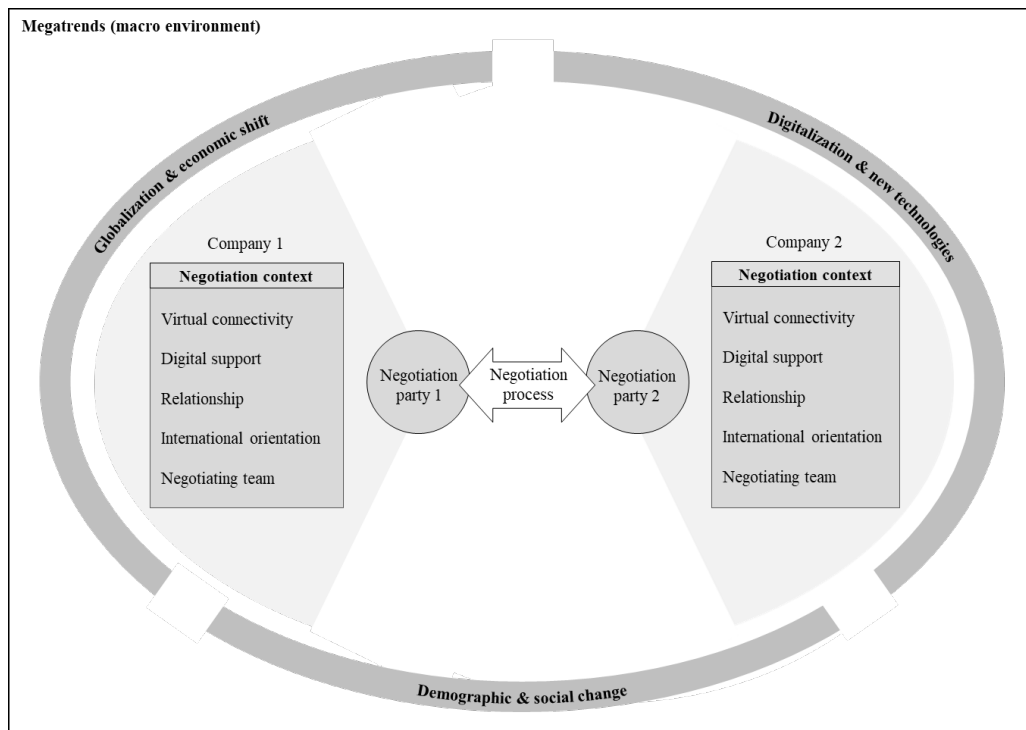 Megatrends (macro environment)
Globalization & economic shift
Digitalization & new technologies
Company 1
Negotiation context
Virtual connectivity
Digital support
Relationship
International orientation
Negotiating team
Negotiation
party 1
Negotiation
process
Negotiation
party 2
Company 2
Negotiation context
Virtual connectivity
Digital support
Relationship
International orientation
Negotiating team
Demographic & social change